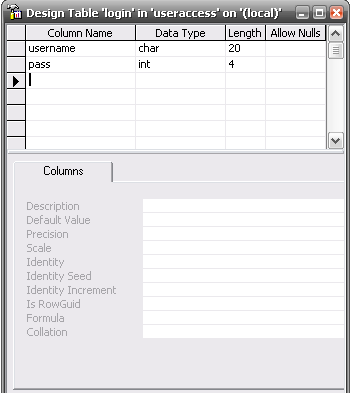 Design Table 'login' in 'useraccess' on '(local)'
Column Name Data Type Length Allow Nulls
username char 20
pass int 4
Columns
Description
Default Value
Precision
Scale
Identity
Identity Seed
Identity Increment
Is RowGuid
Formula
Collation